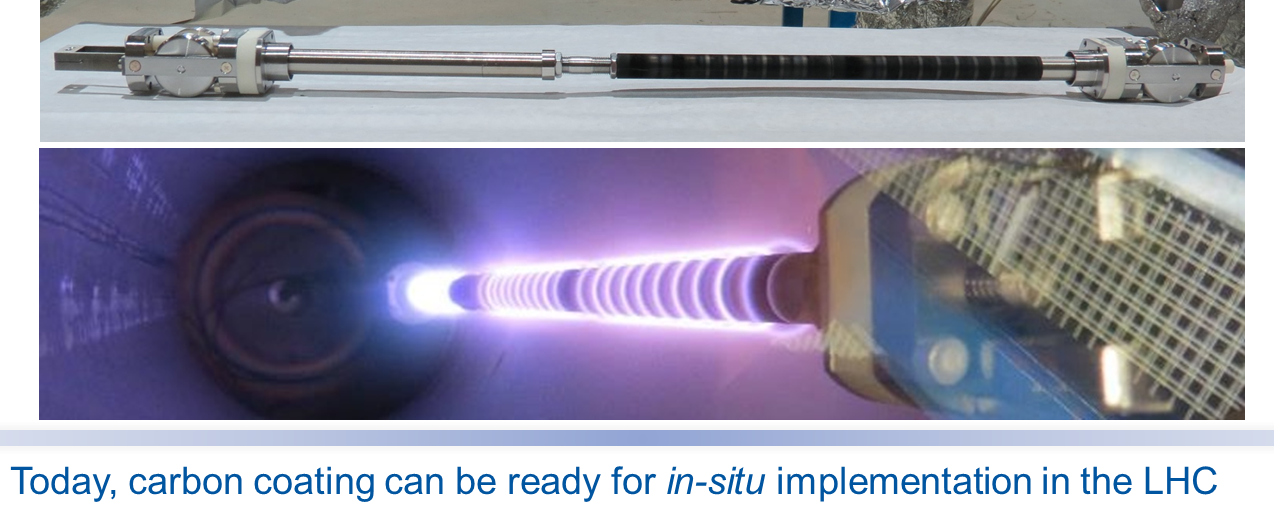 Today, carbon coating can be ready for in-situ implementation in the LHC